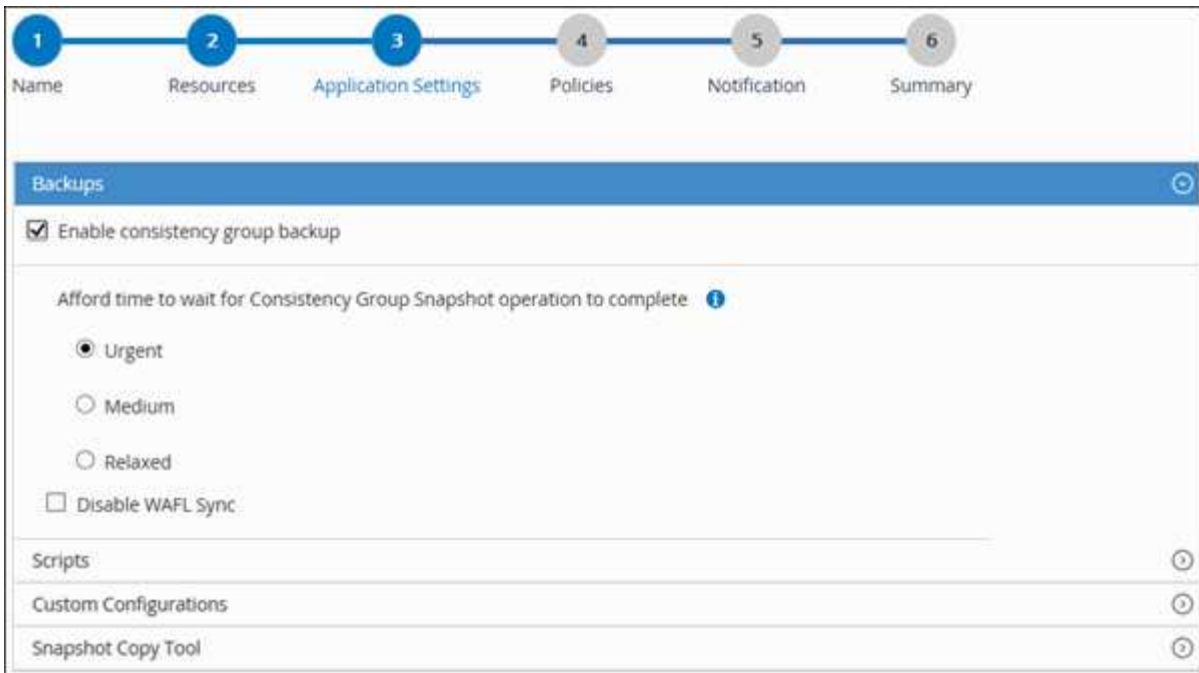 1 2 3 4 5 6
Name Resources Application Settings Policies Notification Summary
Backups
Enable consistency group backup
Afford time to wait for Consistency Group Snapshot operation to complete i
Urgent
Medium
Relaxed
Disable WAFL Sync
Scripts
Custom Configurations
Snapshot Copy Tool